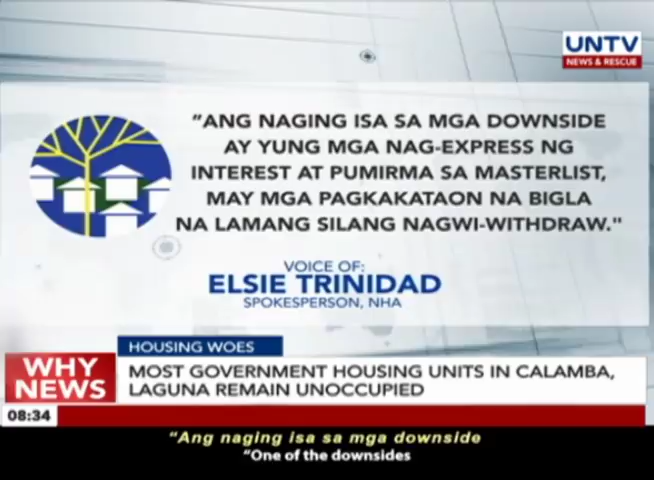 UNTV
NEWS & RESCUE
“ANG NAGING ISA SA MGA DOWNSIDE
AY YUNG MGA NAG-EXPRESS NG
INTEREST AT PUMIRMA SA MASTERLIST,
MAY MGA PAGKAKATAON NA BIGLA
NA LAMANG SILANG NAGWI-WITHDRAW."
VOICE OF:
ELSIE TRINIDAD
SPOKESPERSON, NHA
HOUSING WOES
WHY
NEWS
MOST GOVERNMENT HOUSING UNITS IN CALAMBA,
LAGUNA REMAIN UNOCCUPIED
08:34
“Ang naging isa sa mga downside
“One of the downsides